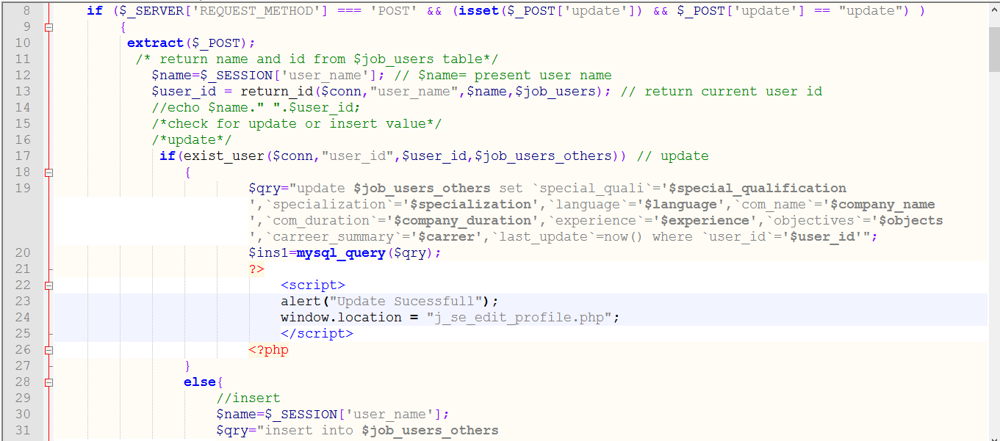 8 if ($_SERVER['REQUEST_METHOD'] === 'POST' && (isset($_POST['update']) && $_POST['update'] == "update") )
9 {
10 extract($_POST);
11 /* return name and id from $job_users table*/
12 $name=$_SESSION['user_name']; // $name= present user name
13 $user_id = return_id($conn,"user_name",$name,$job_users); // return current user id
14 //echo $name." ".$user_id;
15 /*check for update or insert value*/
16 /*update*/
17 if(exist_user($conn,"user_id",$user_id,$job_users_others)) // update
18 {
19 $qry="update $job_users_others set `special_quali`='$special_qualification
',`specialization`='$specialization',`language`='$language',`com_name`='$company_name
',`com_duration`='$company_duration',`experience`='$experience',`objectives`='$objects
',`carreer_summary`='$carrer',`last_update`=now() where `user_id`='$user_id'";
20 $ins1=mysql_query($qry);
21 ?>
22 <script>
23 alert("Update Sucessfull");
24 window.location = "j_se_edit_profile.php";
25 </script>
26 <?php
27 }
28 else{
29 //insert
30 $name=$_SESSION['user_name'];
31 $qry="insert into $job_users_others